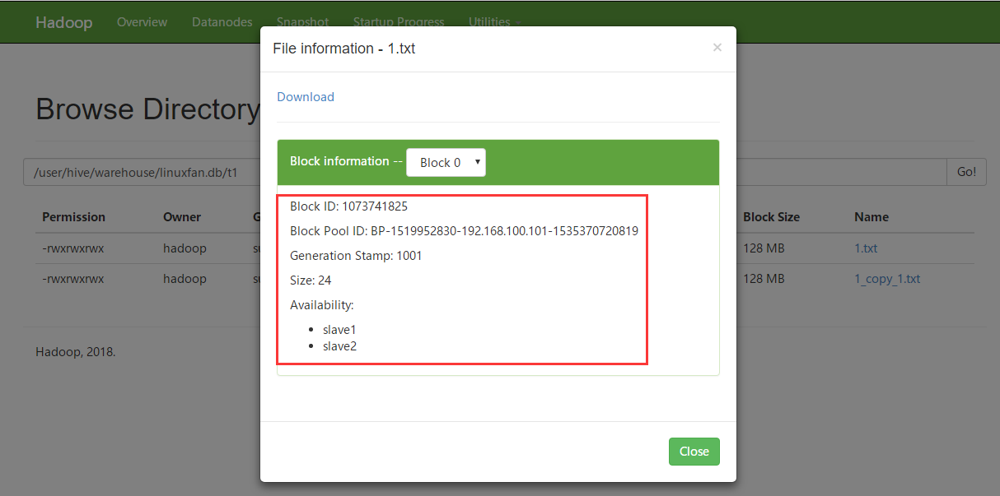 Hadoop Overview Datanodes Snapshot Startup Progress Utilities
File information - 1.txt ×
Download
Browse Directory
Block information -- Block 0
/user/hive/warehouse/linuxfan.db/t1 Go!
Block ID: 1073741825
Permission Owner G Block Size Name
Block Pool ID: BP-1519952830-192.168.100.101-1535370720819
-rwxrwxrwx hadoop su 128 MB 1.txt
Generation Stamp: 1001
-rwxrwxrwx hadoop su 128 MB 1_copy_1.txt
Size: 24
Availability:
• slave1
• slave2
Hadoop, 2018.
Close